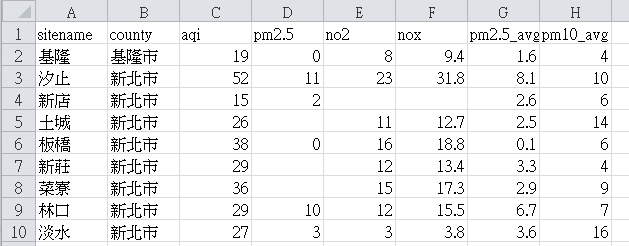 A B C D E F G H
1 sitename county aqi pm2.5 no2 nox pm2.5_avg pm10_avg
2 基隆 基隆市 19 0 8 9.4 1.6 4
3 汐止 新北市 52 11 23 31.8 8.1 10
4 新店 新北市 15 2 2.6 6
5 土城 新北市 26 11 12.7 2.5 14
6 板橋 新北市 38 0 16 18.8 0.1 6
7 新莊 新北市 29 12 13.4 3.3 4
8 菜寮 新北市 36 15 17.3 2.9 9
9 林口 新北市 29 10 12 15.5 6.7 7
10 淡水 新北市 27 3 3 3.8 3.6 16